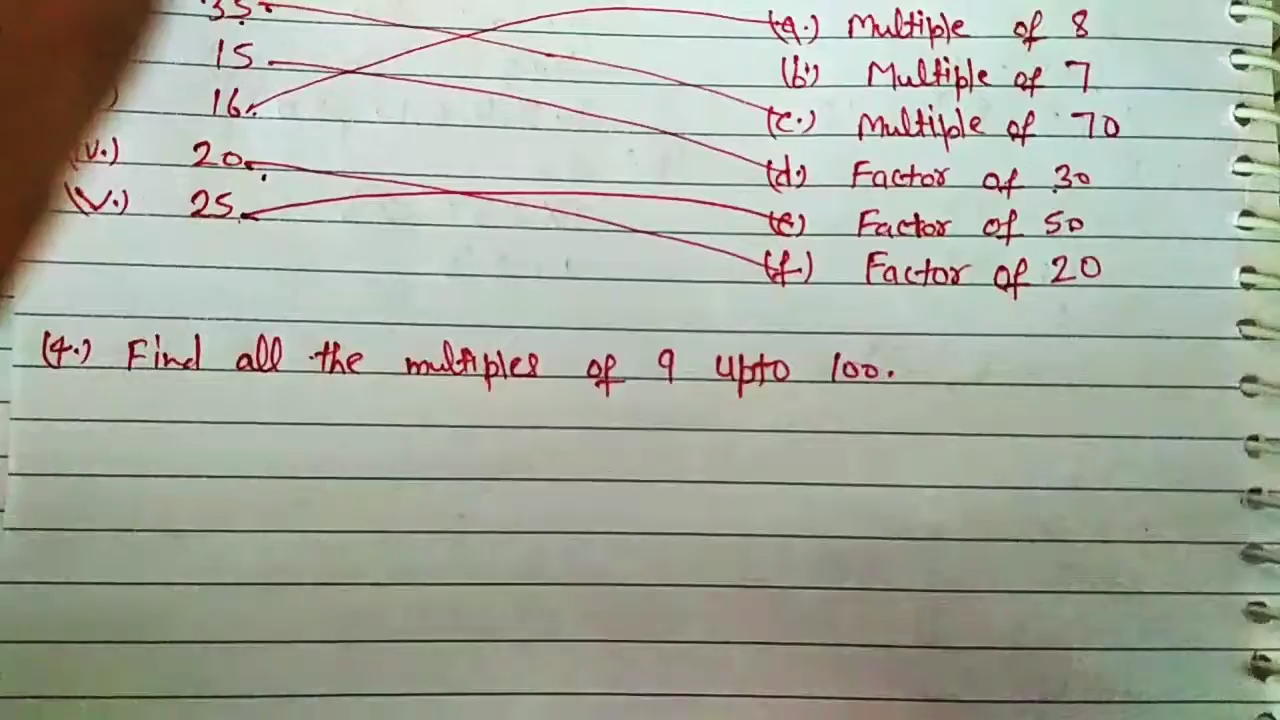 35 (a.) Multiple of 8
15 (b.) Multiple of 7
16 (c.) Multiple of 70
(v.) 20 (d.) Factor of 30
(v.) 25 (e.) Factor of 50
(f.) Factor of 20
(4.) Find all the multiples of 9 upto 100.